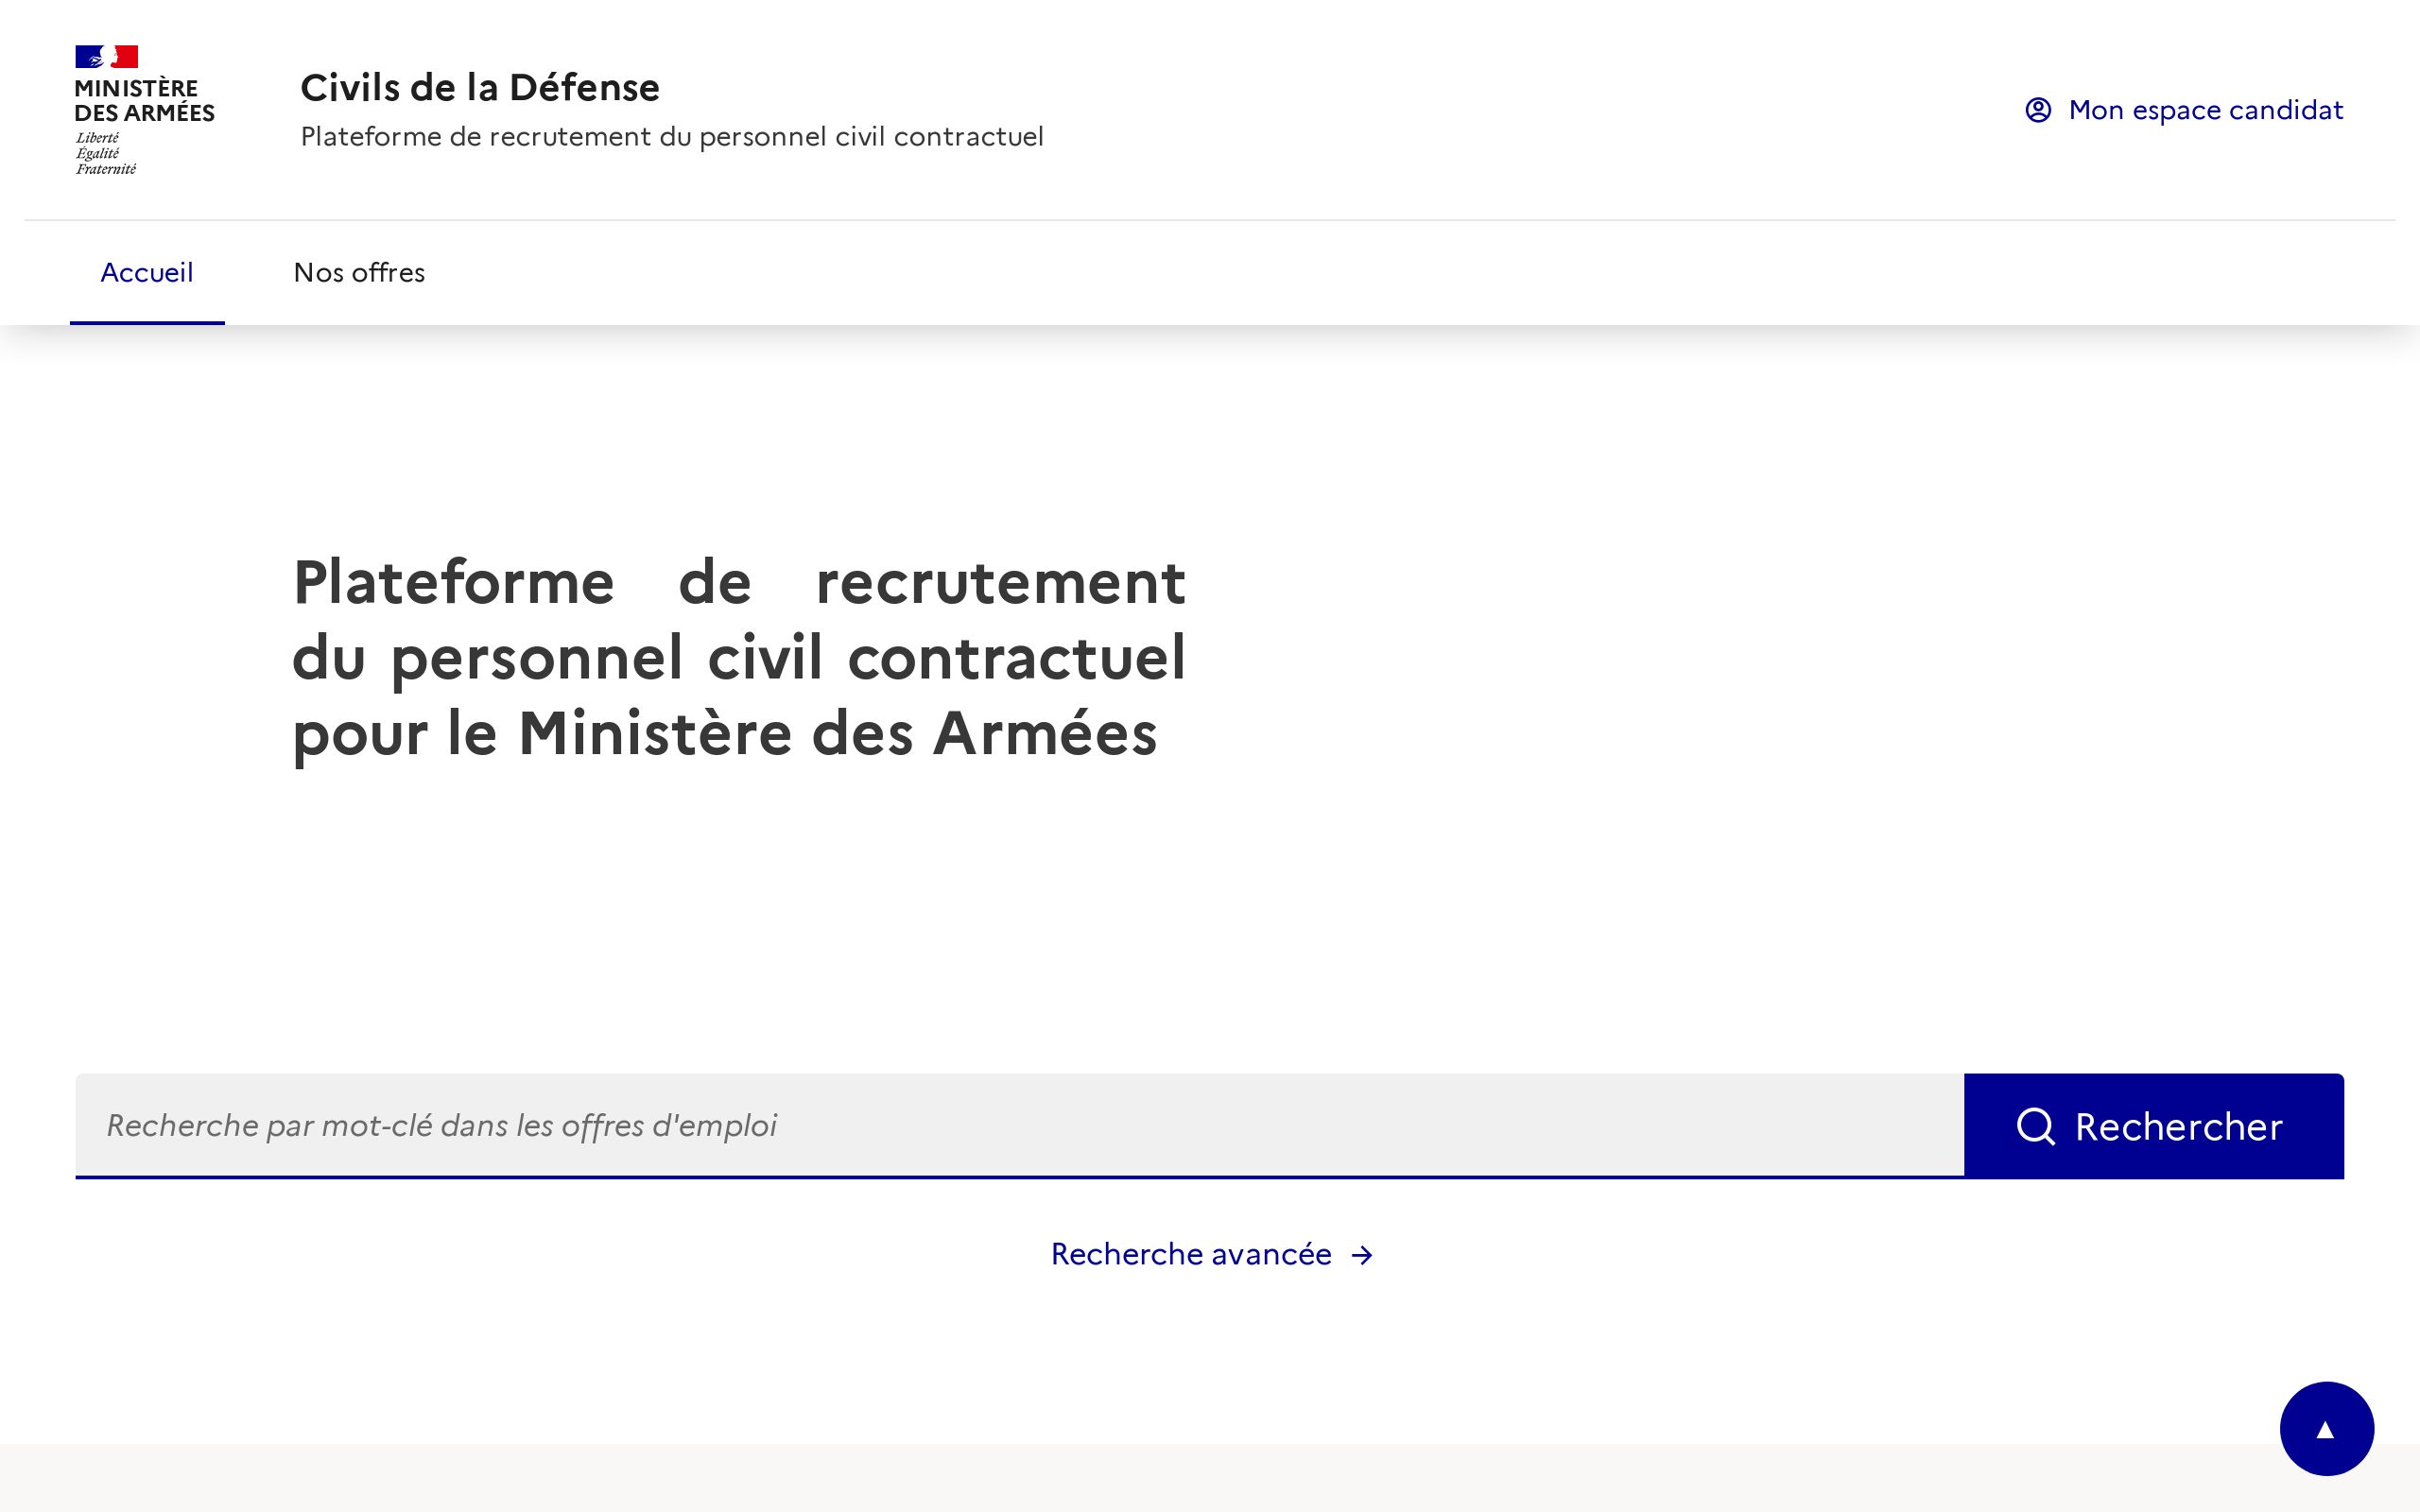 MINISTÈRE
DES ARMÉES
Liberté
Égalité
Fraternité
Civils de la Défense
Plateforme de recrutement du personnel civil contractuel
Mon espace candidat
Accueil
Nos offres
Plateforme de recrutement
du personnel civil contractuel
pour le Ministère des Armées
Recherche par mot-clé dans les offres d'emploi
Rechercher
Recherche avancée →
▲